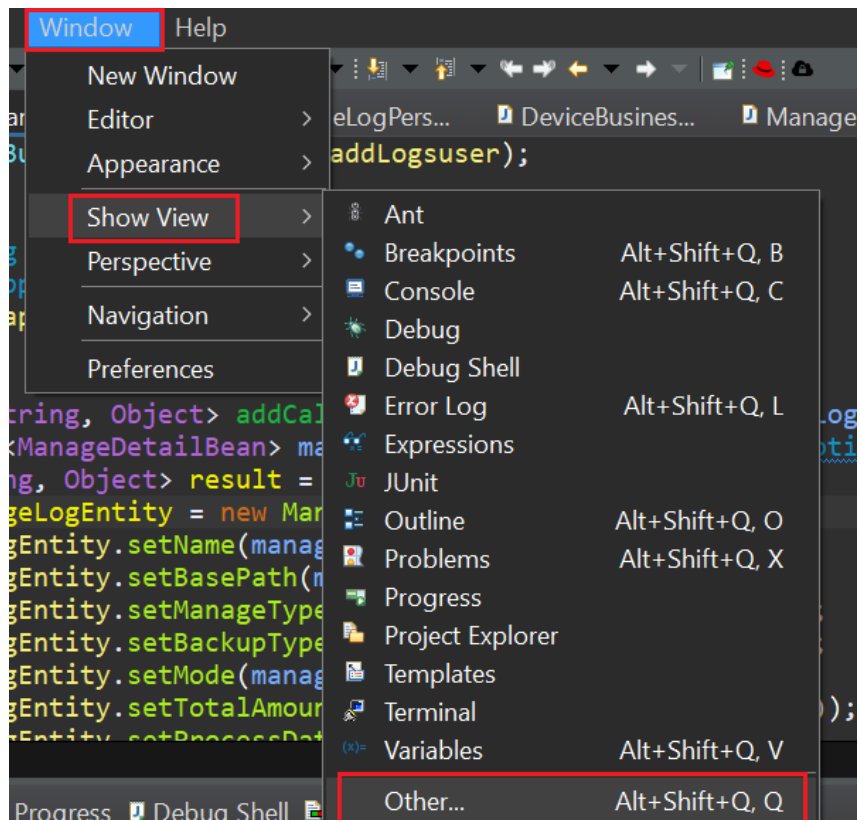 Window Help
New Window
Editor
Appearance
Show View
Perspective
Navigation
Preferences
eLogPers... DeviceBusines... Manage
addLogsuser);
Ant
Breakpoints Alt+Shift+Q, B
Console Alt+Shift+Q, C
Debug
Debug Shell
Error Log Alt+Shift+Q, L
Expressions
JUnit
Outline Alt+Shift+Q, O
Problems Alt+Shift+Q, X
Progress
Project Explorer
Templates
Terminal
Variables Alt+Shift+Q, V
Other... Alt+Shift+Q, Q
tring, Object> addCal
<ManageDetailBean> ma
ng, Object> result =
geLogEntity = new Mar
gEntity.setName(manag
gEntity.setBasePath(m
gEntity.setManageType
gEntity.setBackupType
gEntity.setMode(manag
gEntity.setTotalAmour ));
Progress Debug Shell